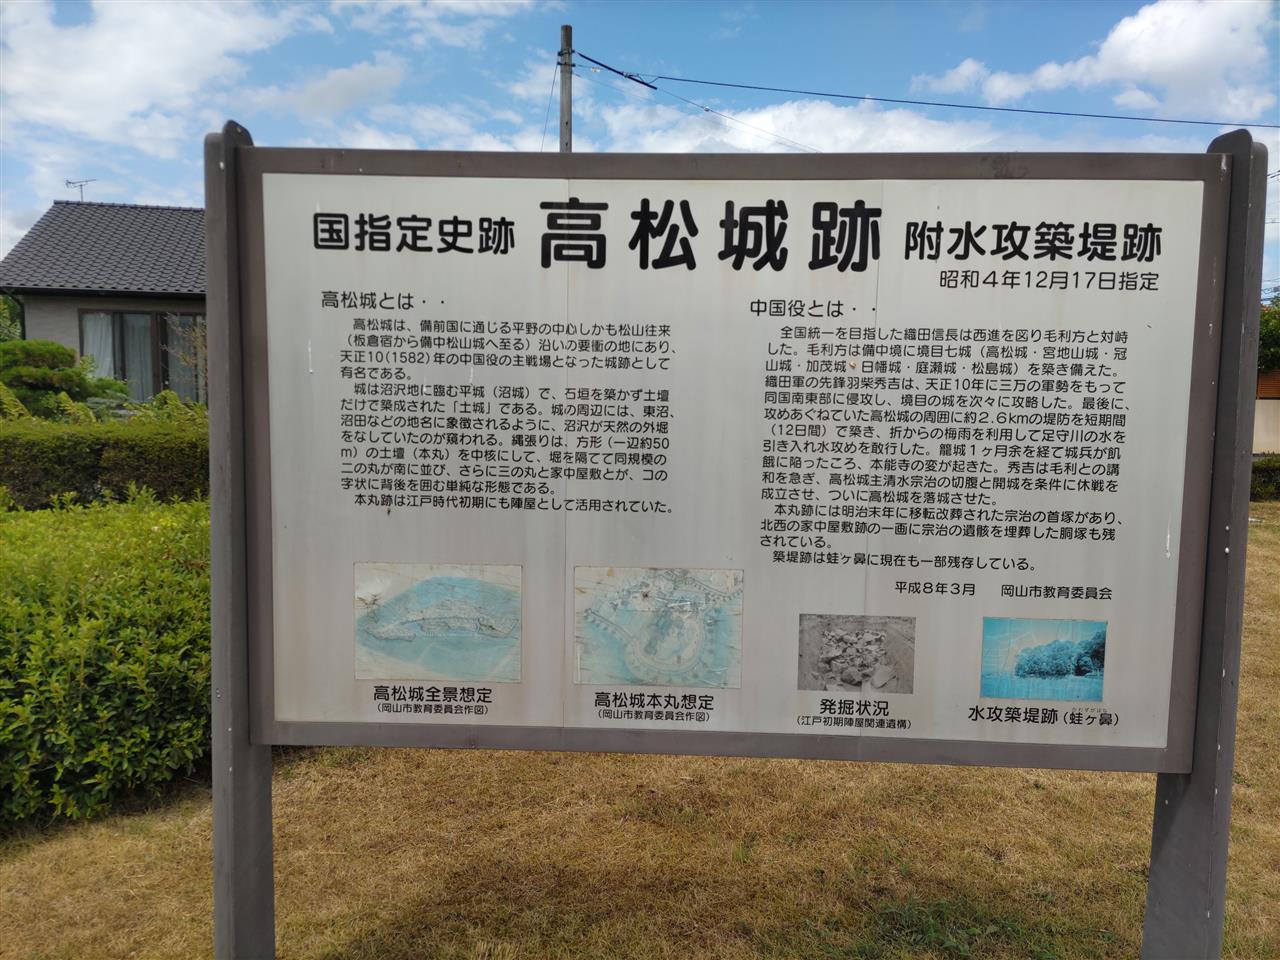 国指定史跡 高松城跡 附水攻築堤跡
昭和4年12月17日指定
高松城とは・・
高松城は、備前国に通じる平野の中心しかも松山往来
（板倉宿から備中松山城へ至る）沿いの要衝の地にあり、
天正10(1582)年の中国役の主戦場となった城跡として
有名である。
城は沼沢地に臨む平城（沼城）で、石垣を築かず土壇
だけで築成された「土城」である。城の周辺には、東沼、
沼田などの地名に象徴されるように、沼沢が天然の外堀
をなしていたのが窺われる。縄張りは、方形（一辺約50
m）の土壇（本丸）を中核にして、堀を隔てて同規模の
二の丸が南に並び、さらに三の丸と家中屋敷とが、コの
字状に背後を囲む単純な形態である。
本丸跡は江戸時代初期にも陣屋として活用されていた。
中国役とは・・
全国統一を目指した織田信長は西進を図り毛利方と対峙
した。毛利方は備中境に境目七城（高松城・宮地山城・冠
山城・加茂城・日幡城・庭瀬城・松島城）を築き備えた。
織田軍の先鋒羽柴秀吉は、天正10年に三万の軍勢をもって
同国南東部に侵攻し、境目の城を次々に攻略した。最後に、
攻めあぐねていた高松城の周囲に約2.6kmの堤防を短期間
（12日間）で築き、折からの梅雨を利用して足守川の水を
引き入れ水攻めを敢行した。籠城1ヶ月余を経て城兵が飢
餓に陥ったころ、本能寺の変が起きた。秀吉は毛利との講
和を急ぎ、高松城主清水宗治の切腹と開城を条件に休戦を
成立させ、ついに高松城を落城させた。
本丸跡には明治末年に移転改葬された宗治の首塚があり、
北西の家中屋敷跡の一画に宗治の遺骸を埋葬した胴塚も残
されている。
築堤跡は蛙ヶ鼻に現在も一部残存している。
平成8年3月 岡山市教育委員会
高松城全景想定
（岡山市教育委員会作図）
高松城本丸想定
（岡山市教育委員会作図）
発掘状況
（江戸初期陣屋関連遺構）
かわずがはな
水攻築堤跡（蛙ヶ鼻）